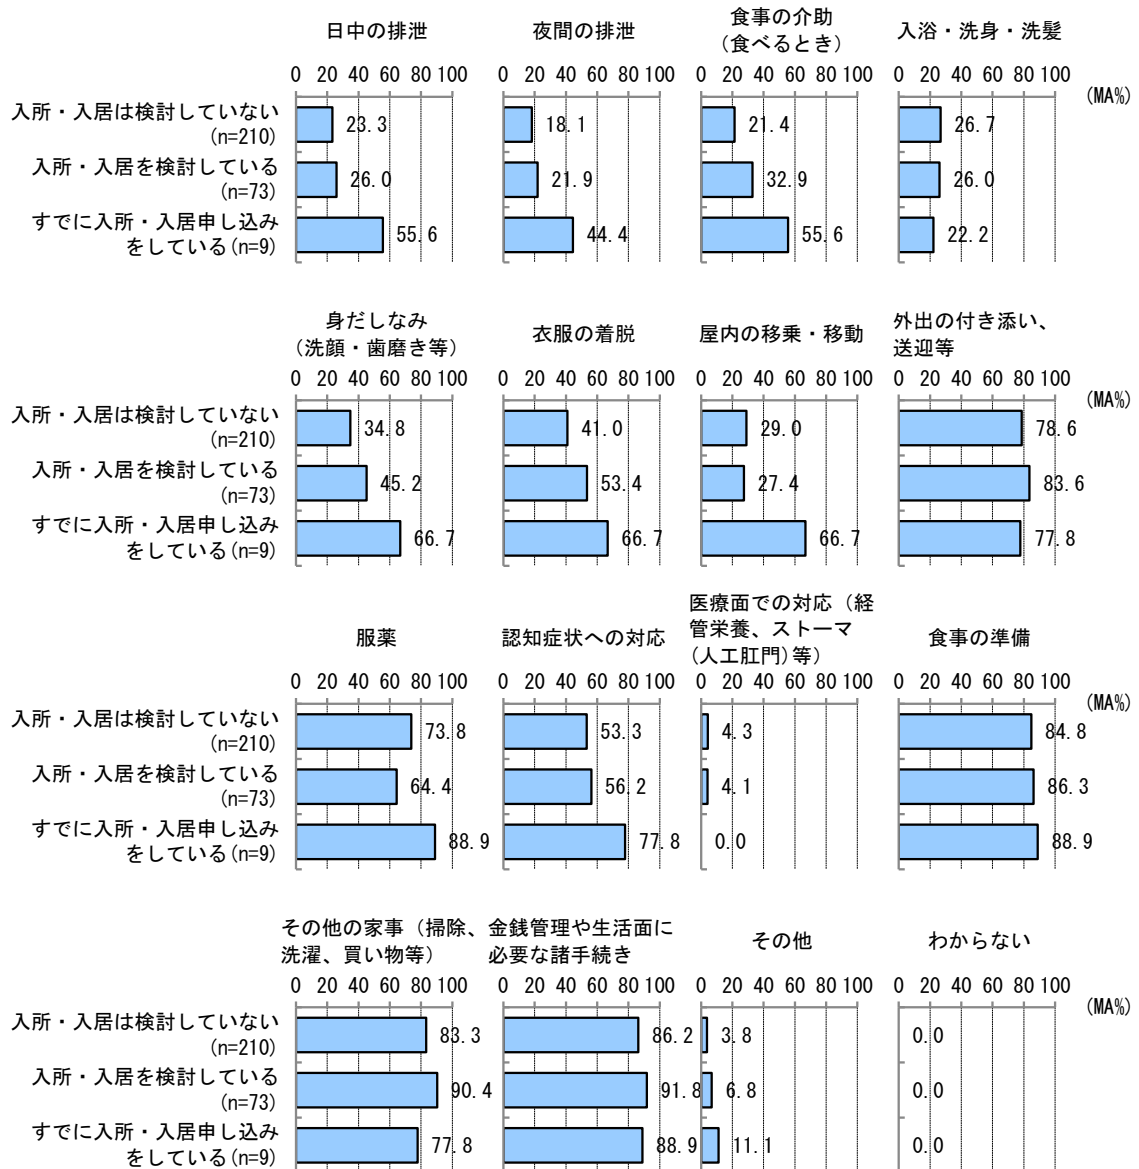 日中の排泄
夜間の排泄
食事の介助
(食べるとき)
入浴・洗身・洗髪
0 20 40 60 80 100
0 20 40 60 80 100
0 20 40 60 80 100
0 20 40 60 80 100
(MA%)
入所・入居は検討していない
(n=210)
23.3
18.1
21.4
26.7
入所・入居を検討している
(n=73)
26.0
21.9
32.9
26.0
すでに入所・入居申し込み
をしている(n=9)
55.6
44.4
55.6
22.2
身だしなみ
(洗顔・歯磨き等)
衣服の着脱
屋内の移乗・移動
外出の付き添い、
送迎等
0 20 40 60 80 100
0 20 40 60 80 100
0 20 40 60 80 100
0 20 40 60 80 100
(MA%)
入所・入居は検討していない
(n=210)
34.8
41.0
29.0
78.6
入所・入居を検討している
(n=73)
45.2
53.4
27.4
83.6
すでに入所・入居申し込み
をしている(n=9)
66.7
66.7
66.7
77.8
服薬
認知症状への対応
医療面での対応(経
管栄養、ストーマ
(人工肛門)等)
食事の準備
0 20 40 60 80 100
0 20 40 60 80 100
0 20 40 60 80 100
0 20 40 60 80 100
(MA%)
入所・入居は検討していない
(n=210)
73.8
53.3
4.3
84.8
入所・入居を検討している
(n=73)
64.4
56.2
4.1
86.3
すでに入所・入居申し込み
をしている(n=9)
88.9
77.8
0.0
88.9
その他の家事(掃除、
洗濯、買い物等)
金銭管理や生活面に
必要な諸手続き
その他
わからない
0 20 40 60 80 100
0 20 40 60 80 100
0 20 40 60 80 100
0 20 40 60 80 100
(MA%)
入所・入居は検討していない
(n=210)
83.3
86.2
3.8
0.0
入所・入居を検討している
(n=73)
90.4
91.8
6.8
0.0
すでに入所・入居申し込み
をしている(n=9)
77.8
88.9
11.1
0.0